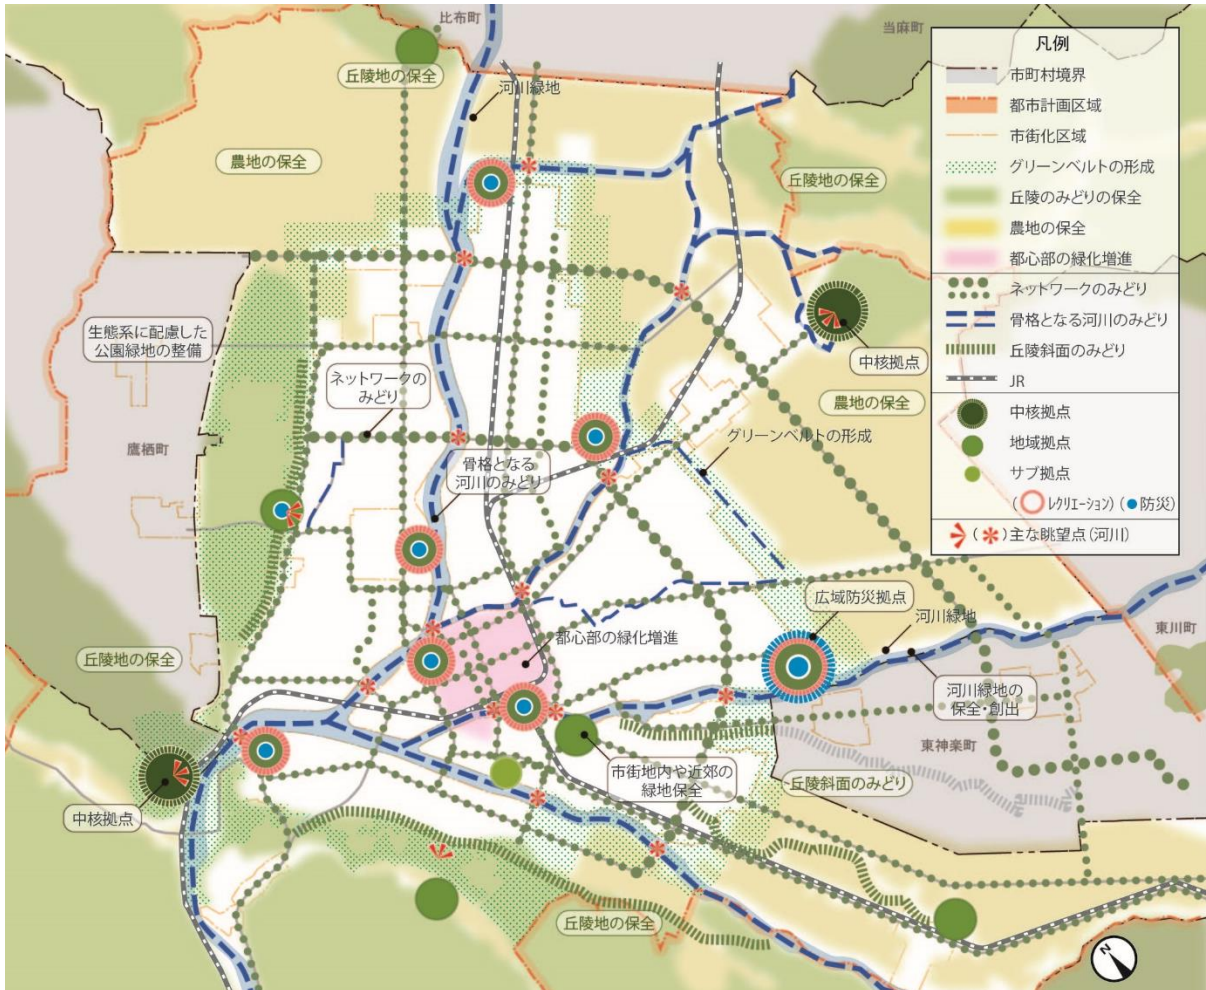 比布町
当麻町
丘陵地の保全
河川緑地
農地の保全
丘陵地の保全
生態系に配慮した
公園緑地の整備
ネットワークの
みどり
中核拠点
農地の保全
鷹栖町
グリーンベルトの形成
骨格となる
河川のみどり
広域防災拠点
河川緑地
東川町
都心部の緑化増進
丘陵地の保全
河川緑地の
保全・創出
東神楽町
市街地内や近郊の
緑地保全
丘陵斜面のみどり
中核拠点
丘陵地の保全
N
凡例
市町村境界
都市計画区域
市街化区域
グリーンベルトの形成
丘陵のみどりの保全
農地の保全
都心部の緑化増進
ネットワークのみどり
骨格となる河川のみどり
丘陵斜面のみどり
JR
中核拠点
地域拠点
サブ拠点
(レクリエーション)(防災)
( )主な眺望点(河川)